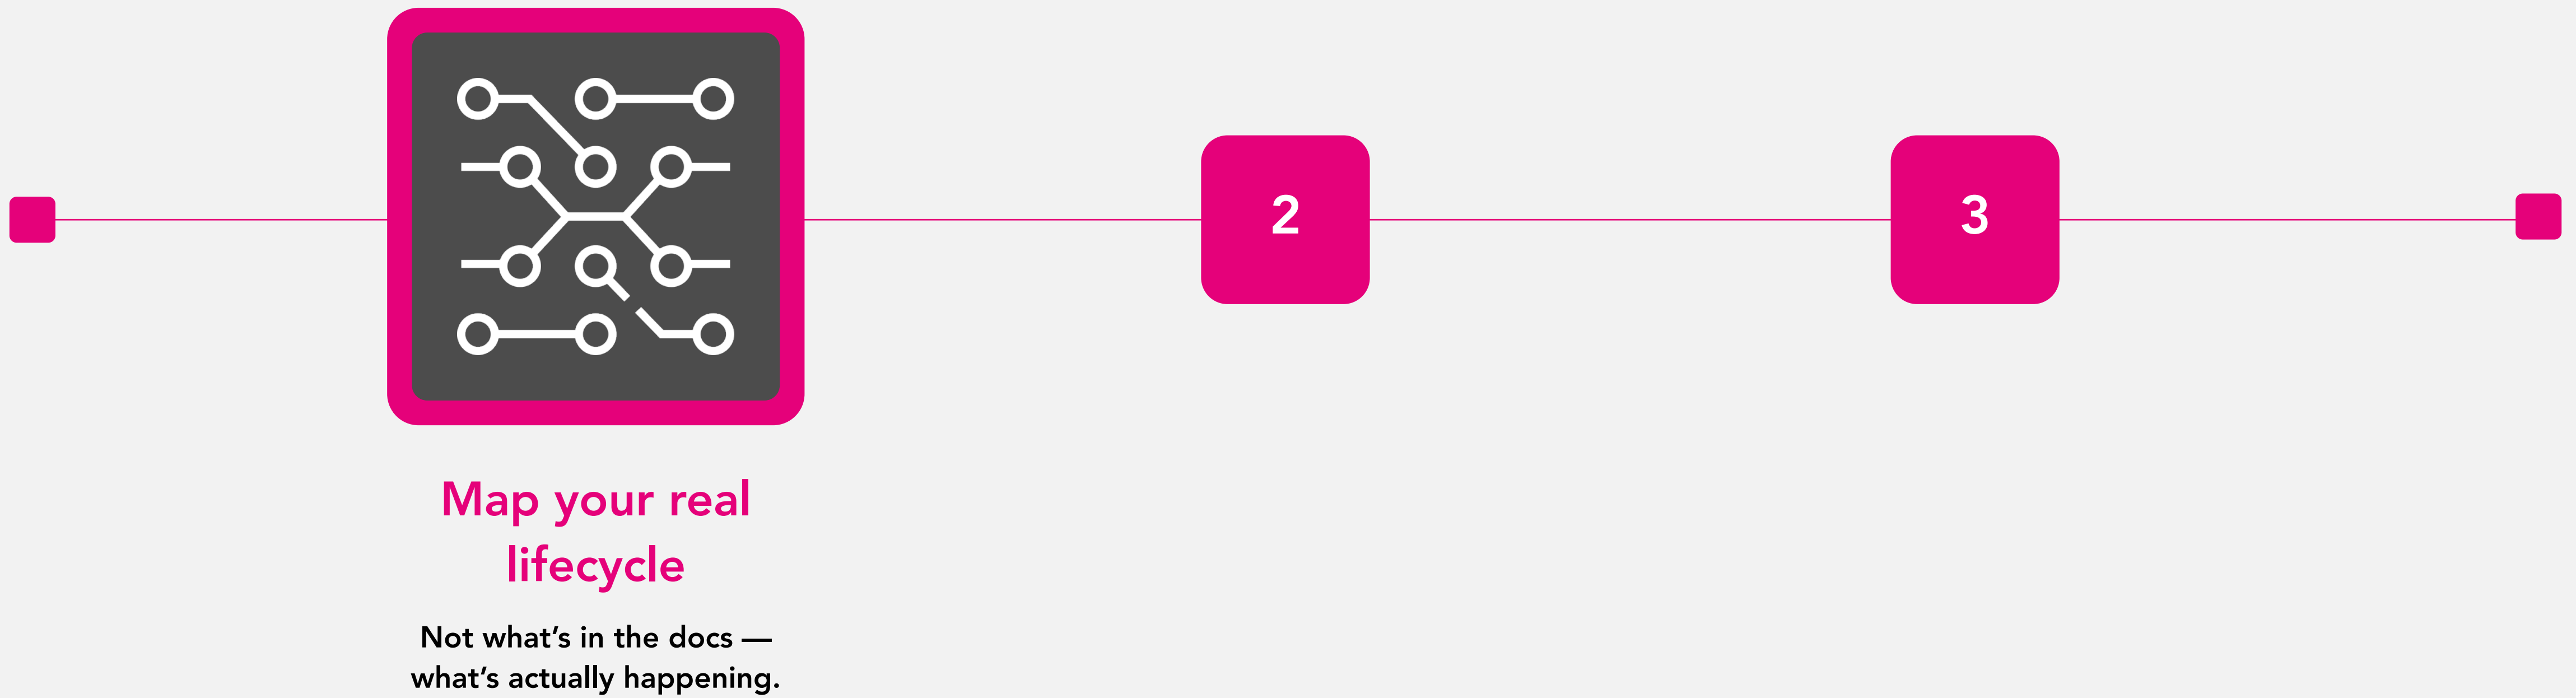 2
3
Map your real
lifecycle
Not what’s in the docs —
what’s actually happening.